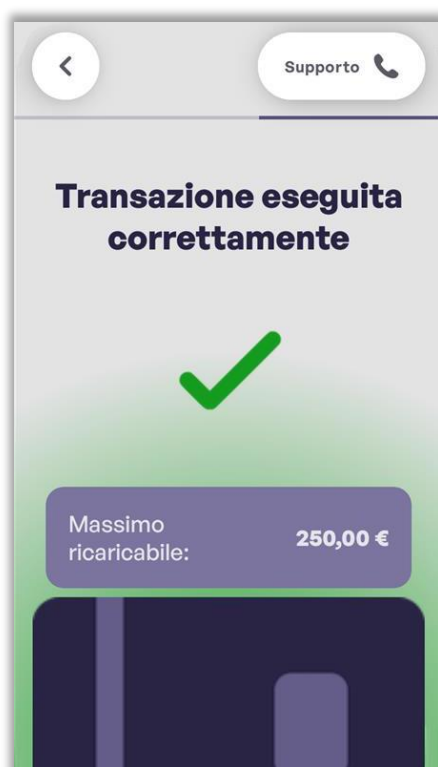 Supporto
Transazione eseguita
correttamente
Massimo
ricaricabile:
250,00 €